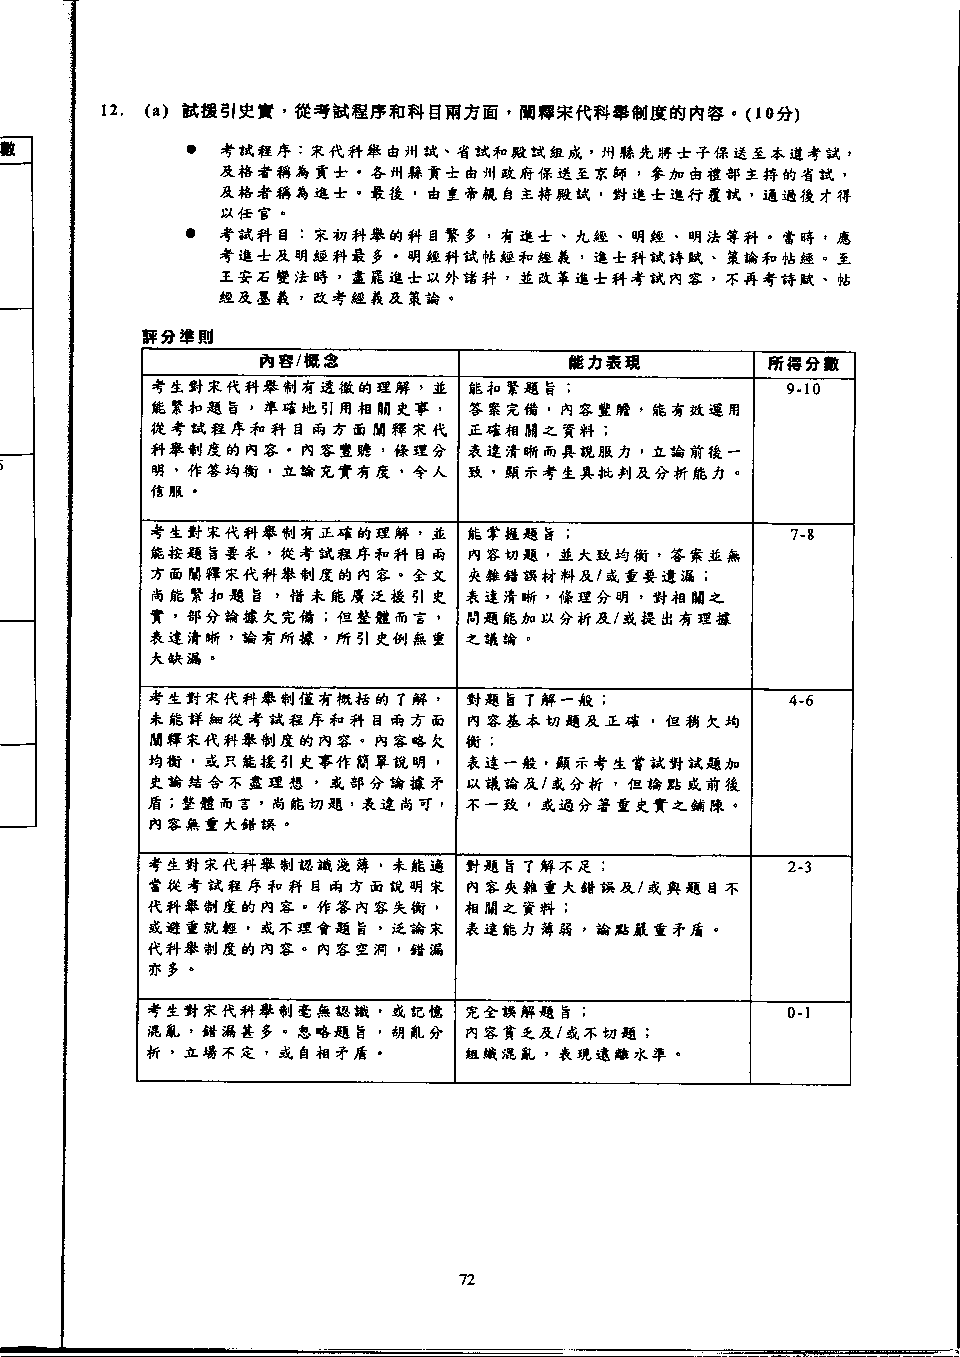 數
5
12. (a) 試援引史實，從考試程序和科目兩方面，闡釋宋代科舉制度的內容。(10分)
● 考試程序：宋代科舉由州試、省試和殿試組成，州縣先將士子保送至本道考試，
及格者稱為貢士。各州縣貢士由州政府保送至京師，參加由禮部主持的省試，
及格者稱為進士。最後，由皇帝親自主持殿試，對進士進行覆試，通過後才得
以任官。
● 考試科目：宋初科舉的科目繁多，有進士、九經、明經、明法等科。當時，應
考進士及明經科最多。明經科試帖經和經義，進士科試詩賦、策論和帖經。至
王安石變法時，盡罷進士以外諸科，並改革進士科考試內容，不再考詩賦、帖
經及墨義，改考經義及策論。
評分準則
內容/概念 能力表現 所得分數
考生對宋代科舉制有透徹的理解，並
能緊扣題旨，準確地引用相關史事，
從考試程序和科目兩方面闡釋宋代
科舉制度的內容。內容豐贍，條理分
明，作答均衡，立論充實有度，令人
信服。
能扣緊題旨；
答案完備，內容豐贍，能有效運用
正確相關之資料；
表達清晰而具說服力，立論前後一
致，顯示考生具批判及分析能力。
9-10
考生對宋代科舉制有正確的理解，並
能按題旨要求，從考試程序和科目兩
方面闡釋宋代科舉制度的內容。全文
尚能緊扣題旨，惜未能廣泛援引史
實，部分論據欠完備；但整體而言，
表達清晰，論有所據，所引史例無重
大缺漏。
能掌握題旨；
內容切題，並大致均衡，答案並無
夾雜錯誤材料及/或重要遺漏；
表達清晰，條理分明，對相關之
問題能加以分析及/或提出有理據
之議論。
7-8
考生對宋代科舉制僅有概括的了解，
未能詳細從考試程序和科目兩方面
闡釋宋代科舉制度的內容。內容略欠
均衡，或只能援引史事作簡單說明，
史論結合不盡理想，或部分論據矛
盾；整體而言，尚能切題，表達尚可，
內容無重大錯誤。
對題旨了解一般；
內容基本切題及正確，但稍欠均
衡；
表達一般，顯示考生嘗試對試題加
以議論及/或分析，但論點或前後
不一致，或過分著重史實之鋪陳。
4-6
考生對宋代科舉制認識淺薄，未能適
當從考試程序和科目兩方面說明宋
代科舉制度的內容。作答內容失衡，
或避重就輕，或不理會題旨，泛論宋
代科舉制度的內容。內容空洞，錯漏
亦多。
對題旨了解不足；
內容夾雜重大錯誤及/或與題目不
相關之資料；
表達能力薄弱，論點嚴重矛盾。
2-3
考生對宋代科舉制毫無認識，或記憶
混亂，錯漏甚多。忽略題旨，胡亂分
析，立場不定，或自相矛盾。
完全誤解題旨；
內容貧乏及/或不切題；
組織混亂，表現遠離水準。
0-1
72